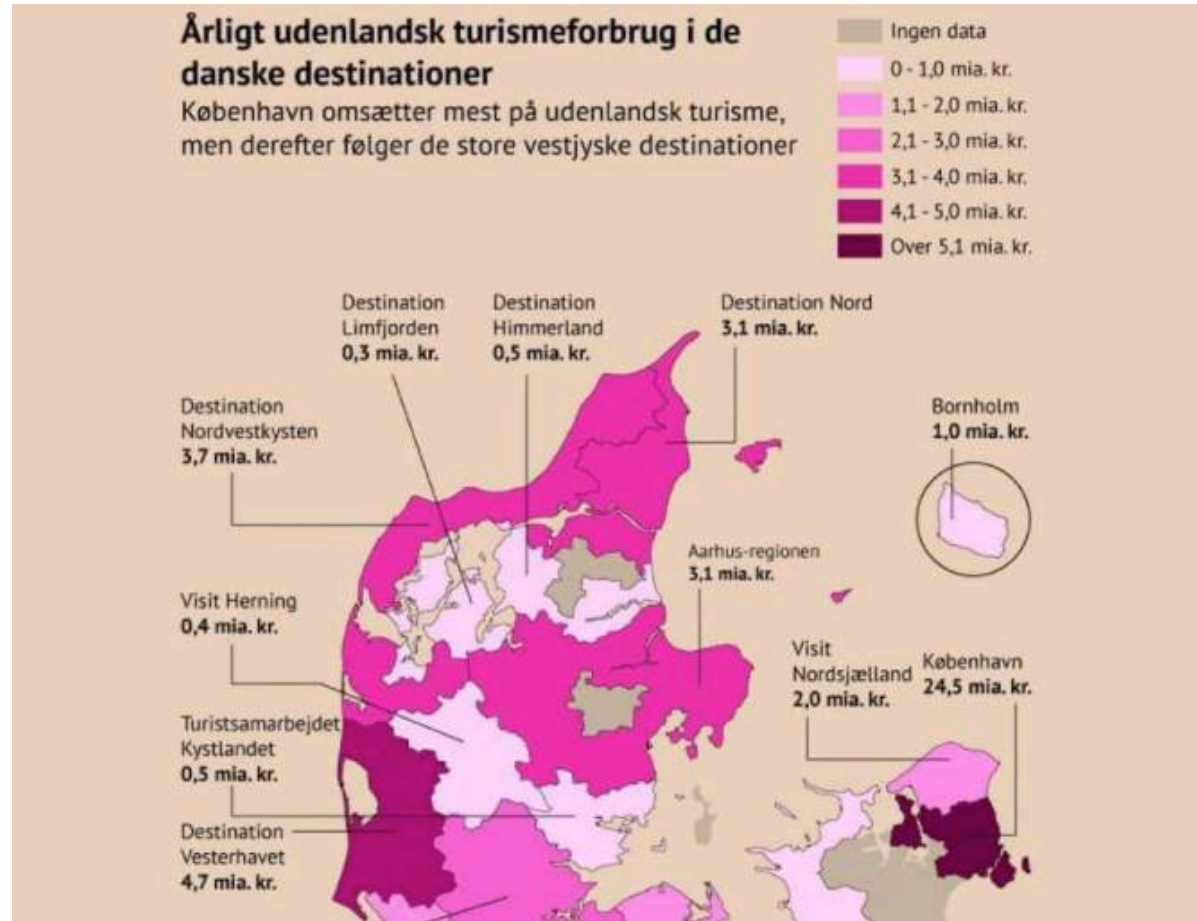 Årligt udenlandsk turismeforbrug i de
danske destinationer
København omsætter mest på udenlandsk turisme,
men derefter følger de store vestjyske destinationer
Ingen data
0 - 1,0 mia. kr.
1,1 - 2,0 mia. kr.
2,1 - 3,0 mia. kr.
3,1 - 4,0 mia. kr.
4,1 - 5,0 mia. kr.
Over 5,1 mia. kr.
Destination
Limfjorden
0,3 mia. kr.
Destination
Himmerland
0,5 mia. kr.
Destination Nord
3,1 mia. kr.
Destination
Nordvestkysten
3,7 mia. kr.
Bornholm
1,0 mia. kr.
Aarhus-regionen
3,1 mia. kr.
Visit Herning
0,4 mia. kr.
Visit
Nordsjælland
2,0 mia. kr.
København
24,5 mia. kr.
Turistsamarbejdet
Kystlandet
0,5 mia. kr.
Destination
Vesterhavet
4,7 mia. kr.